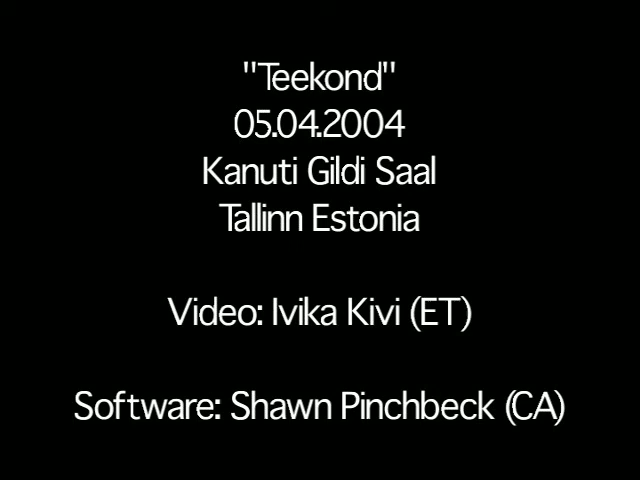 "Teekond"
05.04.2004
Kanuti Gildi Saal
Tallinn Estonia
Video: Ivika Kivi (ET)
Software: Shawn Pinchbeck (CA)